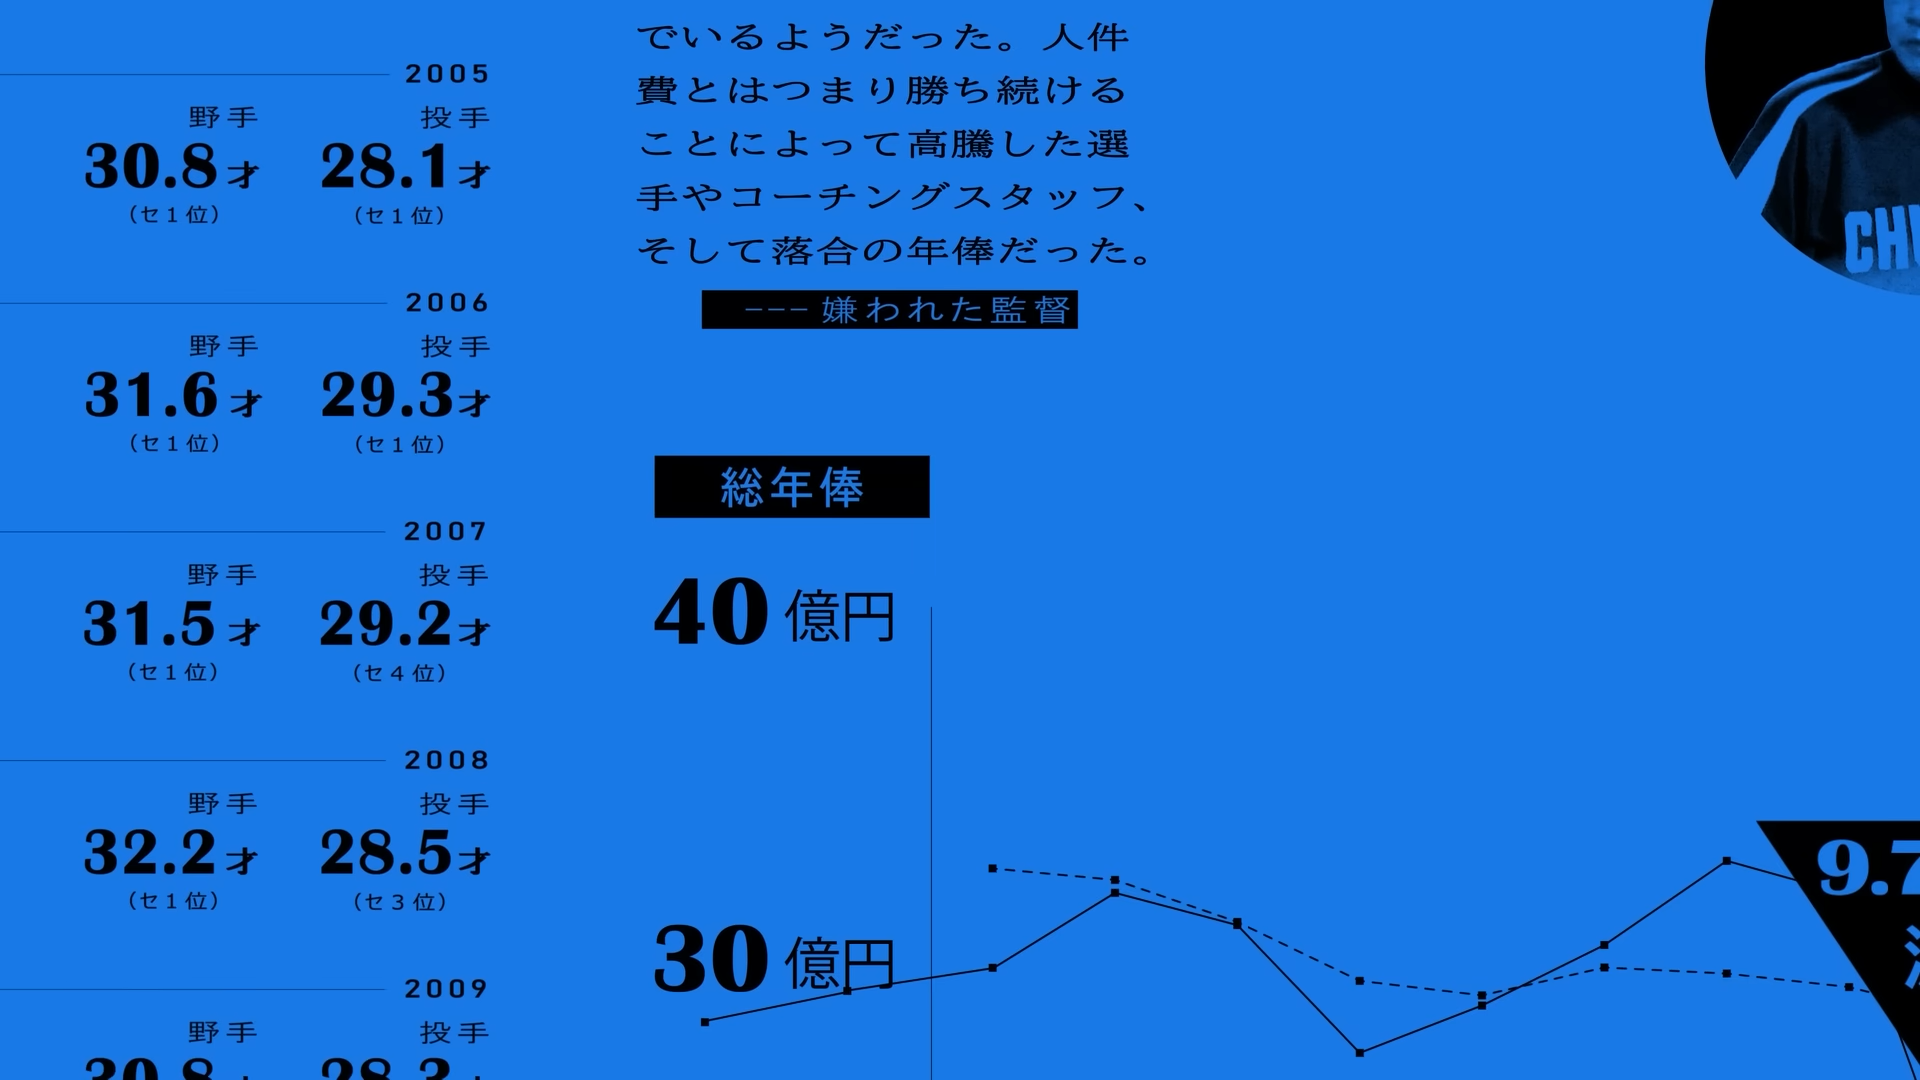 2005
野手 投手
30.8才 28.1才
（セ1位） （セ1位）
2006
野手 投手
31.6才 29.3才
（セ1位） （セ1位）
2007
野手 投手
31.5才 29.2才
（セ1位） （セ4位）
2008
野手 投手
32.2才 28.5才
（セ1位） （セ3位）
2009
野手 投手
でいるようだった。人件
費とはつまり勝ち続ける
ことによって高騰した選
手やコーチングスタッフ、
そして落合の年俸だった。
--- 嫌われた監督
総年俸
40億円
30億円
9.7